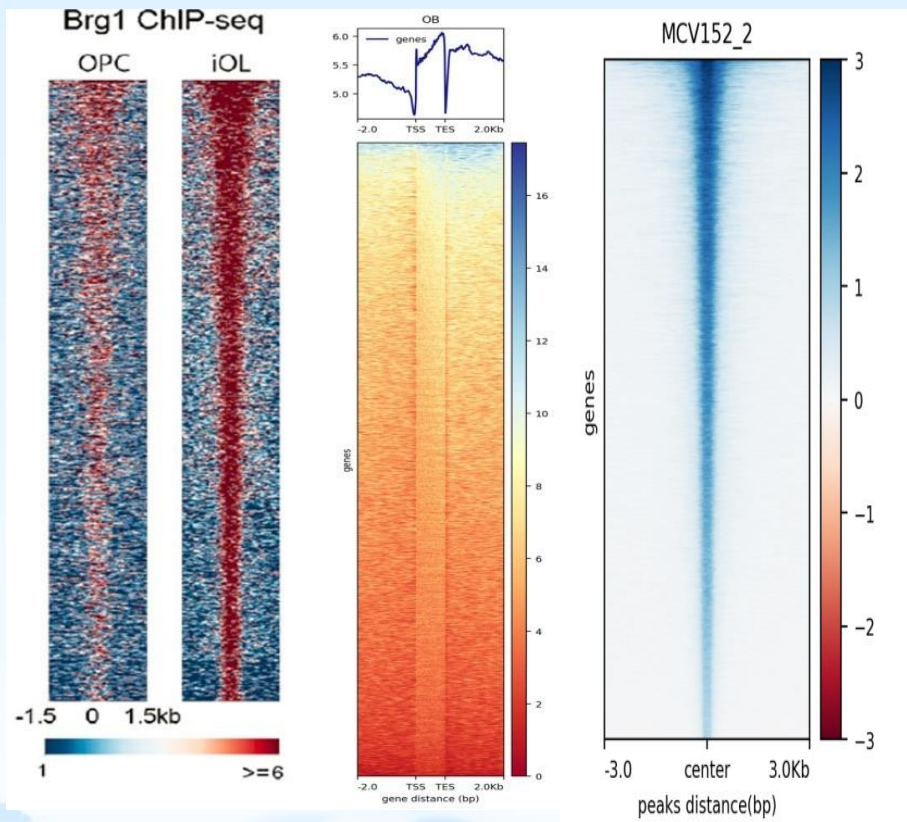 Brg1 ChIP-seq
OPC iOL
-1.5 0 1.5kb
1 >=6
OB
6.0
5.5
5.0
genes
-2.0 TSS TES 2.0Kb
16
14
12
10
8
6
4
2
0
genes
TSS TES 2.0Kb
gene distance (bp)
MCV152_2
3
2
1
0
−1
−2
−3
genes
-3.0 center 3.0Kb
peaks distance(bp)